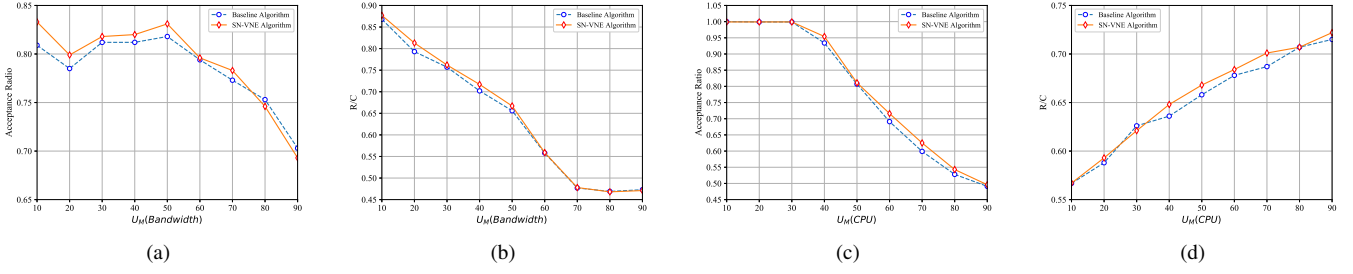 Acceptance Radio
0.85
0.80
0.75
0.70
0.65
10 20 30 40 50 60 70 80 90
U_M(Bandwidth)
Baseline Algorithm
SN-VNE Algorithm
(a)
R/C
0.90
0.85
0.80
0.75
0.70
0.65
0.60
0.55
0.50
0.45
10 20 30 40 50 60 70 80 90
U_M(Bandwidth)
Baseline Algorithm
SN-VNE Algorithm
(b)
Acceptance Ratio
1.00
0.95
0.90
0.85
0.80
0.75
0.70
0.65
0.60
0.55
0.50
0.45
10 20 30 40 50 60 70 80 90
U_M(CPU)
Baseline Algorithm
SN-VNE Algorithm
(c)
R/C
0.70
0.65
0.60
0.55
10 20 30 40 50 60 70 80 90
U_M(CPU)
Baseline Algorithm
SN-VNE Algorithm
(d)